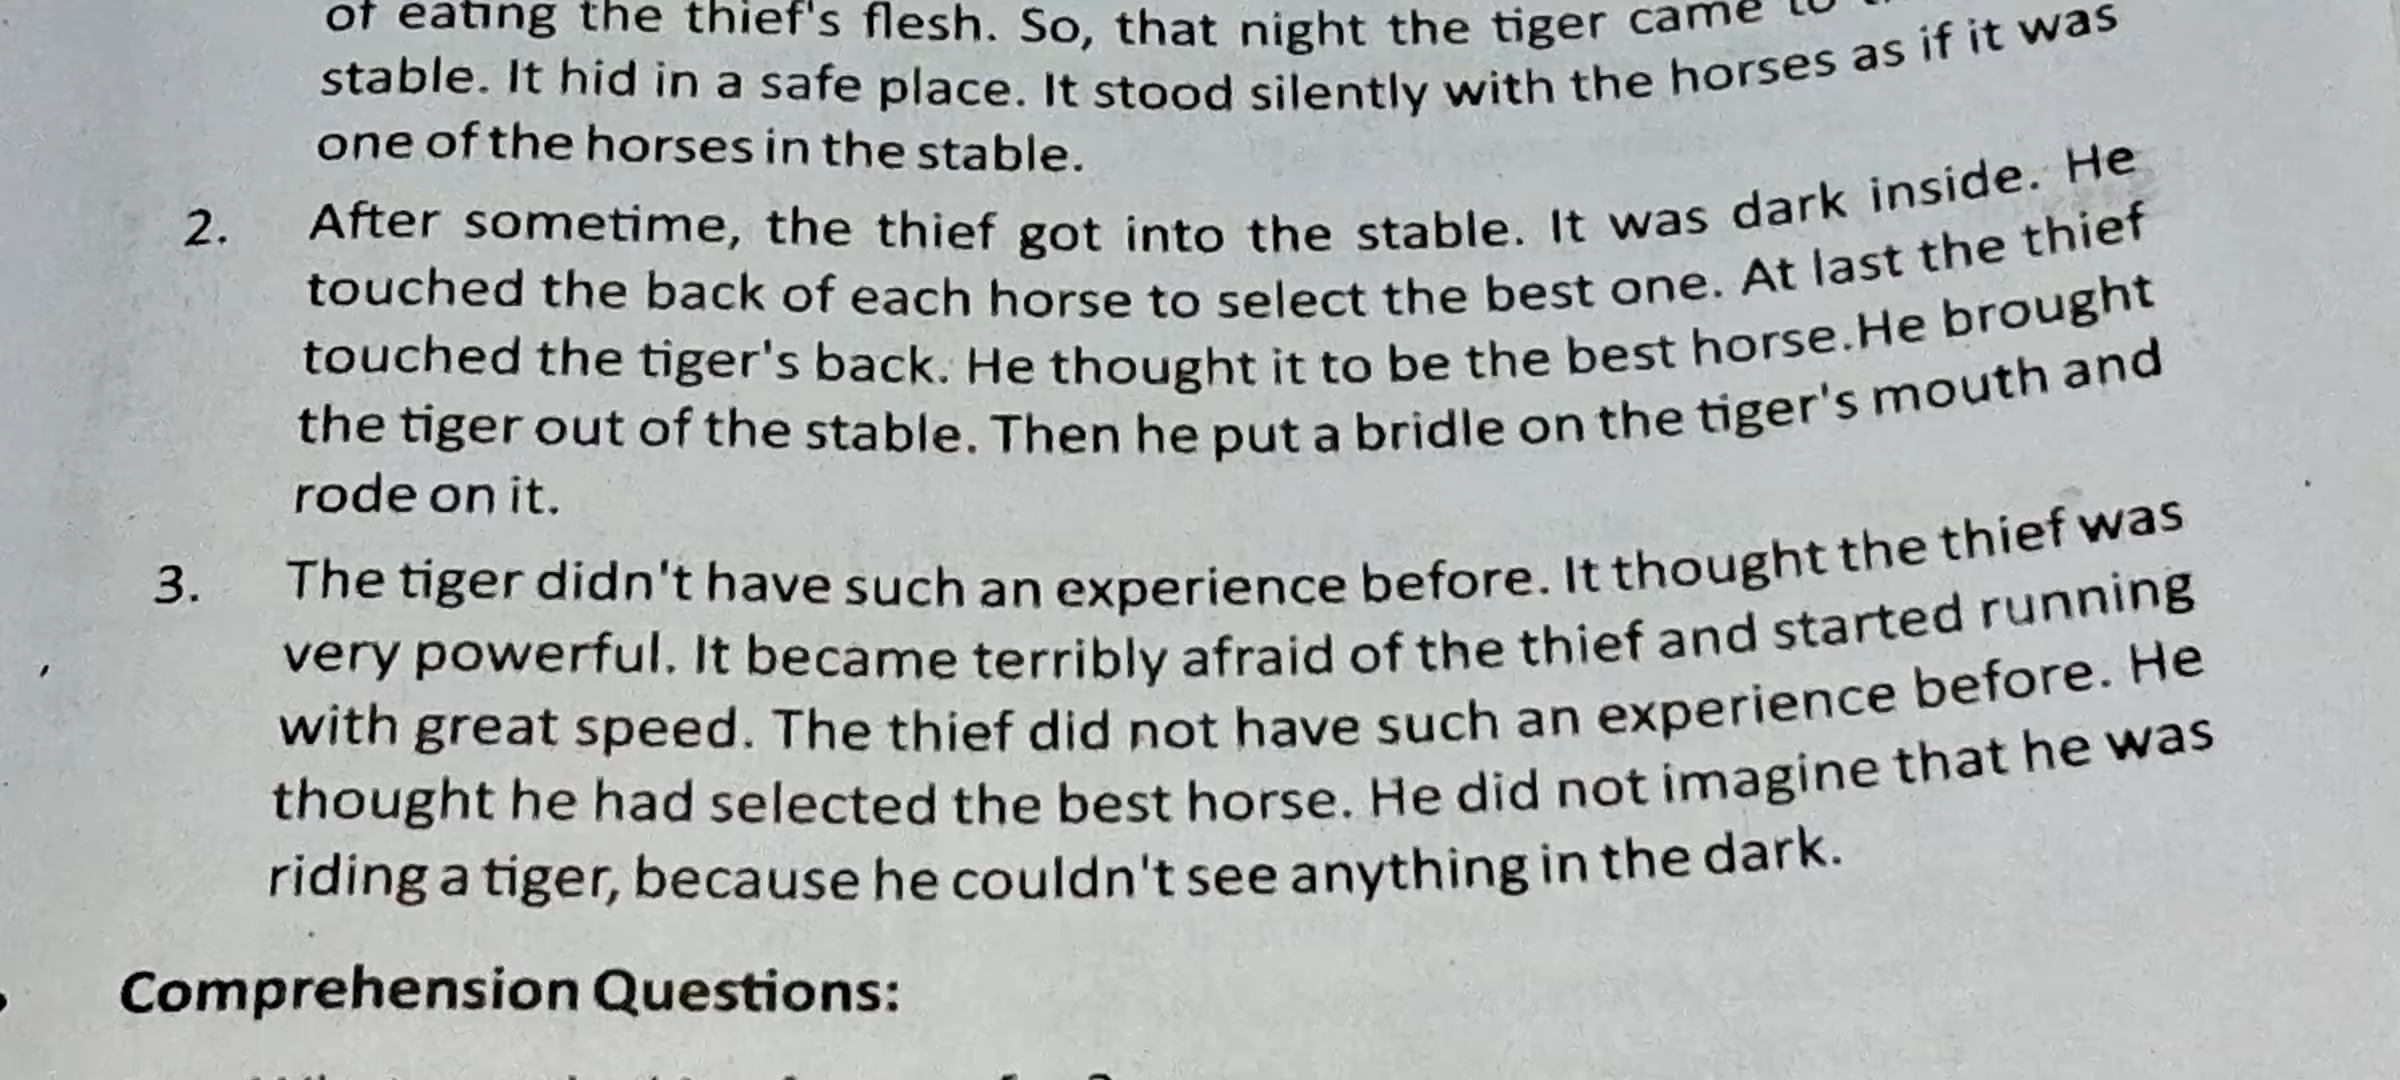 of eating the thief's flesh. So, that night the tiger came to
stable. It hid in a safe place. It stood silently with the horses as if it was
one of the horses in the stable.
2. After sometime, the thief got into the stable. It was dark inside. He
touched the back of each horse to select the best one. At last the thief
touched the tiger's back. He thought it to be the best horse.He brought
the tiger out of the stable. Then he put a bridle on the tiger's mouth and
rode on it.
3. The tiger didn't have such an experience before. It thought the thief was
very powerful. It became terribly afraid of the thief and started running
with great speed. The thief did not have such an experience before. He
thought he had selected the best horse. He did not imagine that he was
riding a tiger, because he couldn't see anything in the dark.
Comprehension Questions: